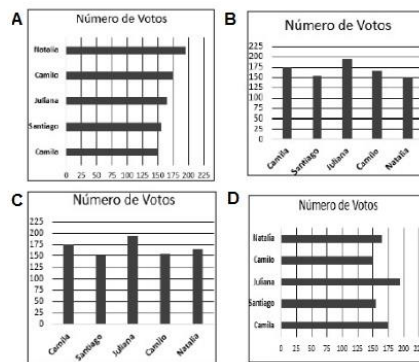 A
Número de Votos
Natalia
Camilo
Juliana
Santiago
Camilo
0 25 50 75 100 125 150 175 200 225
B
Número de Votos
225
200
175
150
125
100
75
50
25
0
Camila Santiago Juliana Camilo Natalia
C
Número de Votos
225
200
175
150
125
100
75
50
25
0
Camila Santiago Juliana Camilo Natalia
D
Número de Votos
Natalia
Camilo
Juliana
Santiago
Camila
0 25 50 75 100 125 150 175 200 225